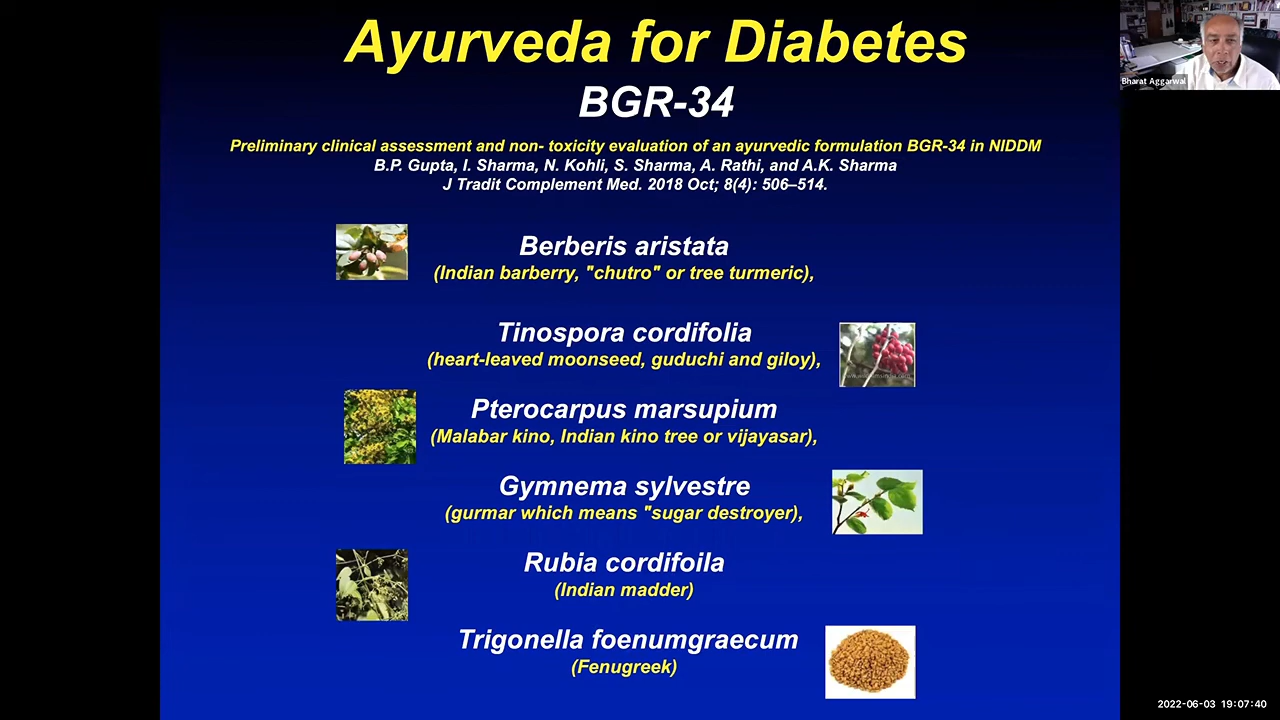 Ayurveda for Diabetes
BGR-34
Preliminary clinical assessment and non- toxicity evaluation of an ayurvedic formulation BGR-34 in NIDDM
B.P. Gupta, I. Sharma, N. Kohli, S. Sharma, A. Rathi, and A.K. Sharma
J Tradit Complement Med. 2018 Oct; 8(4): 506–514.
Berberis aristata
(Indian barberry, "chutro" or tree turmeric),
Tinospora cordifolia
(heart-leaved moonseed, guduchi and giloy),
Pterocarpus marsupium
(Malabar kino, Indian kino tree or vijayasar),
Gymnema sylvestre
(gurmar which means "sugar destroyer),
Rubia cordifoila
(Indian madder)
Trigonella foenumgraecum
(Fenugreek)
Bharat Aggarwal
2022-06-03 19:07:40